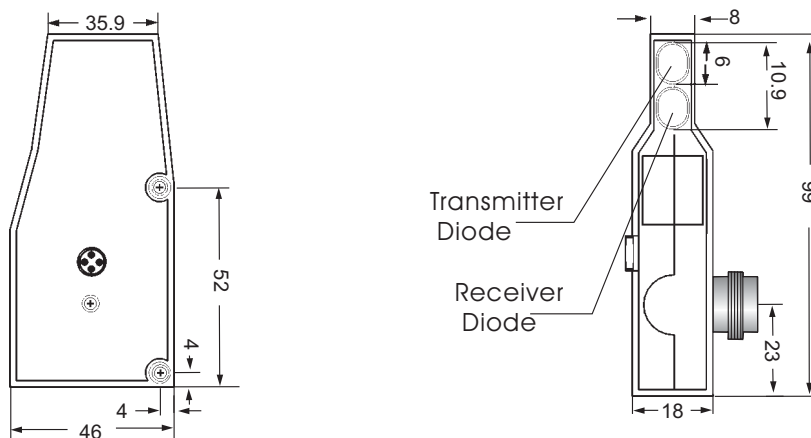 35.9
52
4
4
46
8
6
10.9
99
Transmitter
Diode
Receiver
Diode
23
18